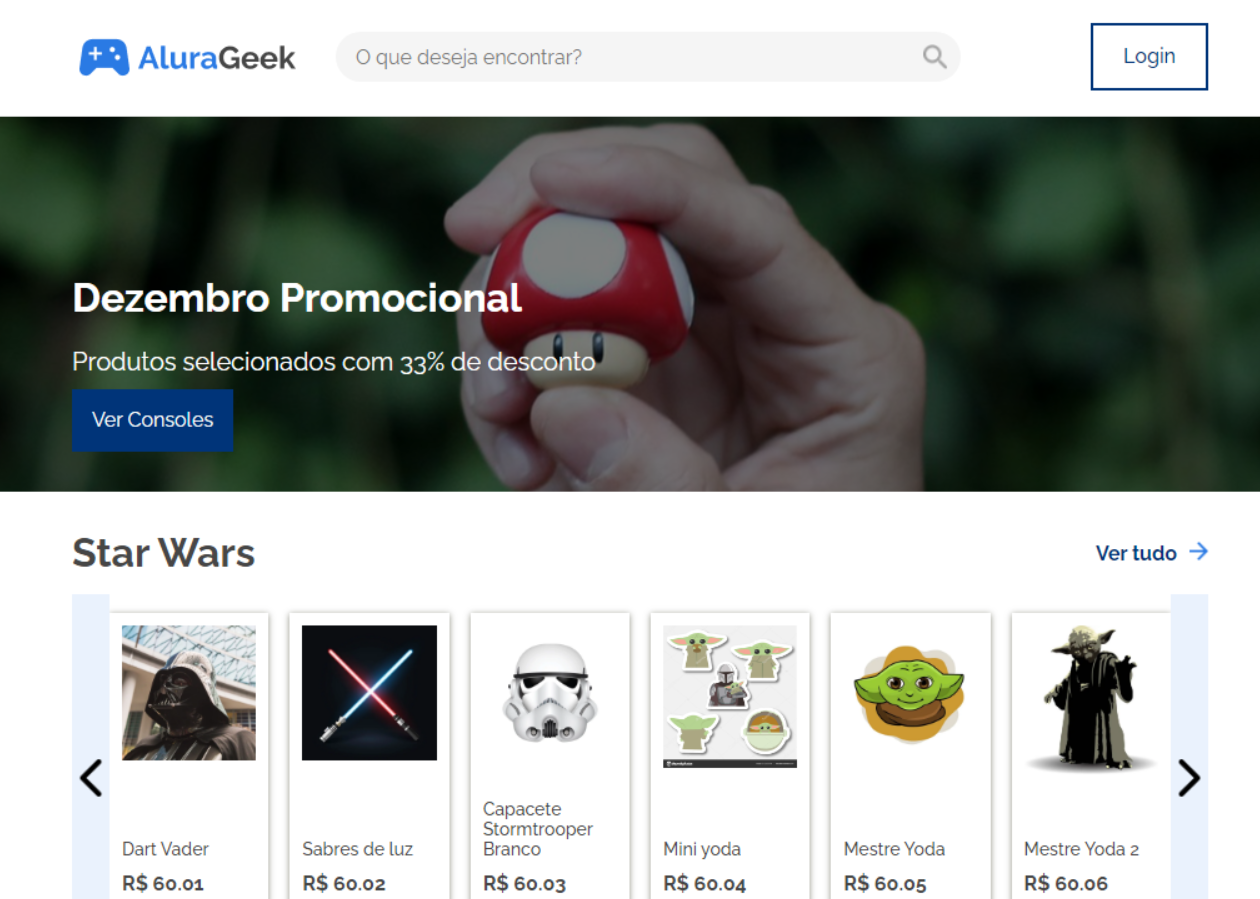 AluraGeek
O que deseja encontrar?
Login
Dezembro Promocional
Produtos selecionados com 33% de desconto
Ver Consoles
Star Wars
Ver tudo
Dart Vader
R$ 60.01
Sabres de luz
R$ 60.02
Capacete
Stormtrooper
Branco
R$ 60.03
Mini yoda
R$ 60.04
Mestre Yoda
R$ 60.05
Mestre Yoda 2
R$ 60.06